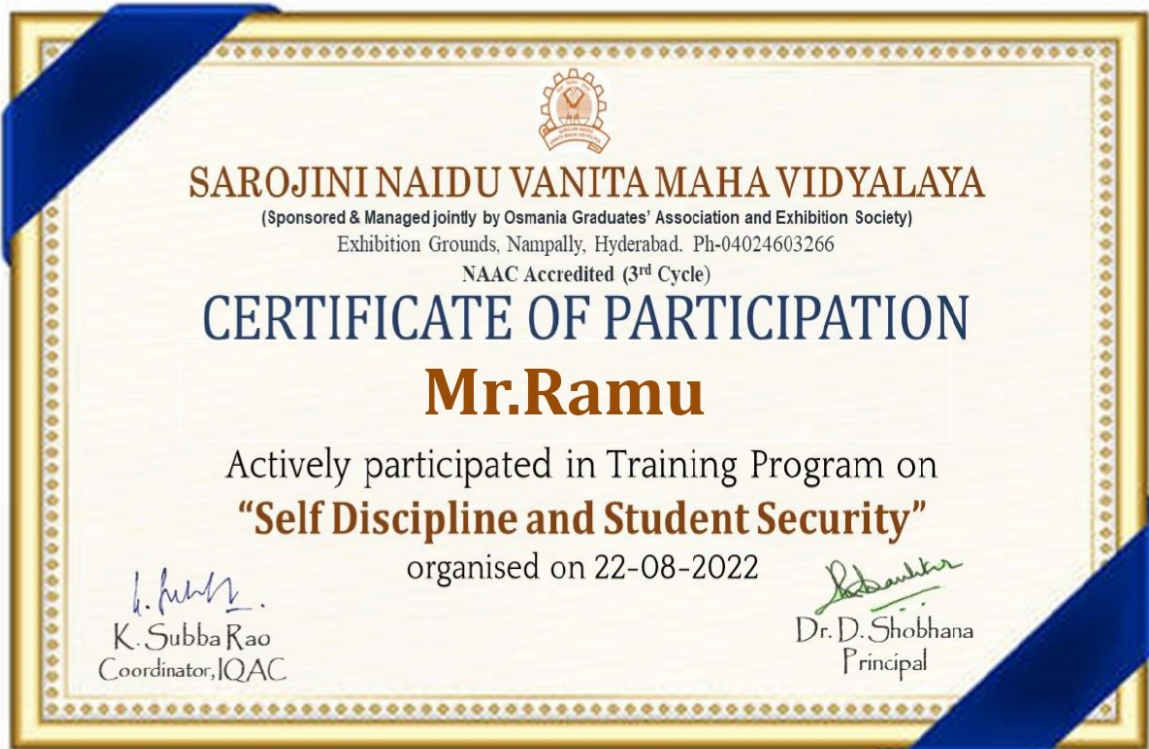 SAROJINI NAIDU VANITA MAHA VIDYALAYA
(Sponsored & Managed jointly by Osmania Graduates' Association and Exhibition Society)
Exhibition Grounds, Nampally, Hyderabad. Ph-04024603266
NAAC Accredited (3rd Cycle)
CERTIFICATE OF PARTICIPATION
Mr.Ramu
Actively participated in Training Program on
“Self Discipline and Student Security”
organised on 22-08-2022
K. Subba Rao
Coordinator, IQAC
Dr. D. Shobhana
Principal